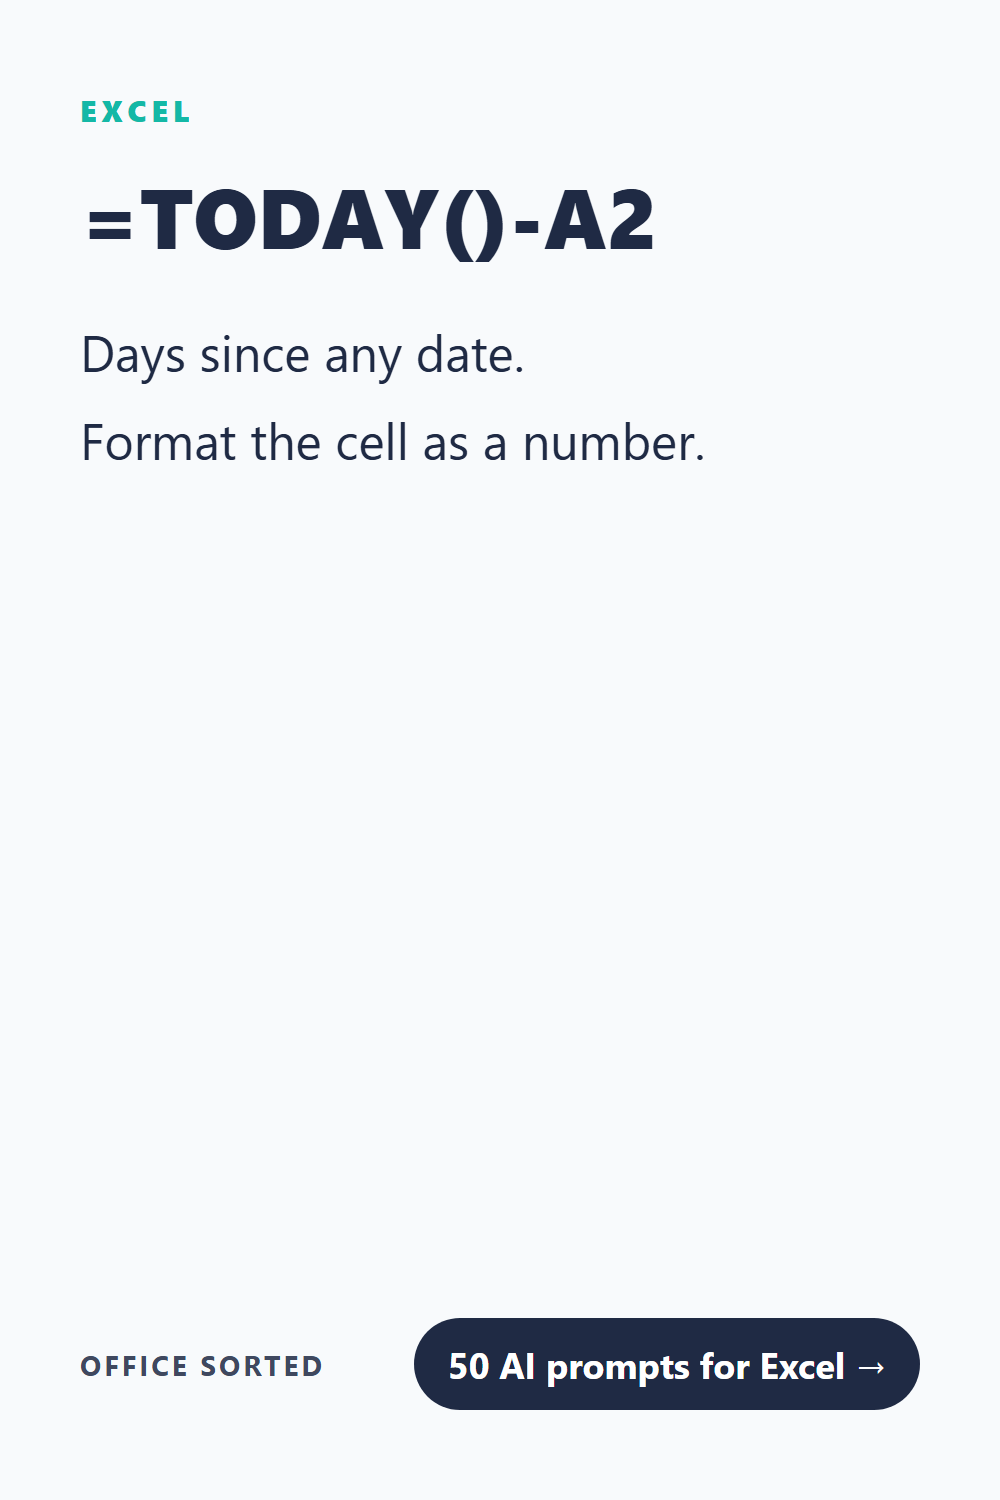 EXCEL
=TODAY()-A2
Days since any date.
Format the cell as a number.
OFFICE SORTED
50 AI prompts for Excel →